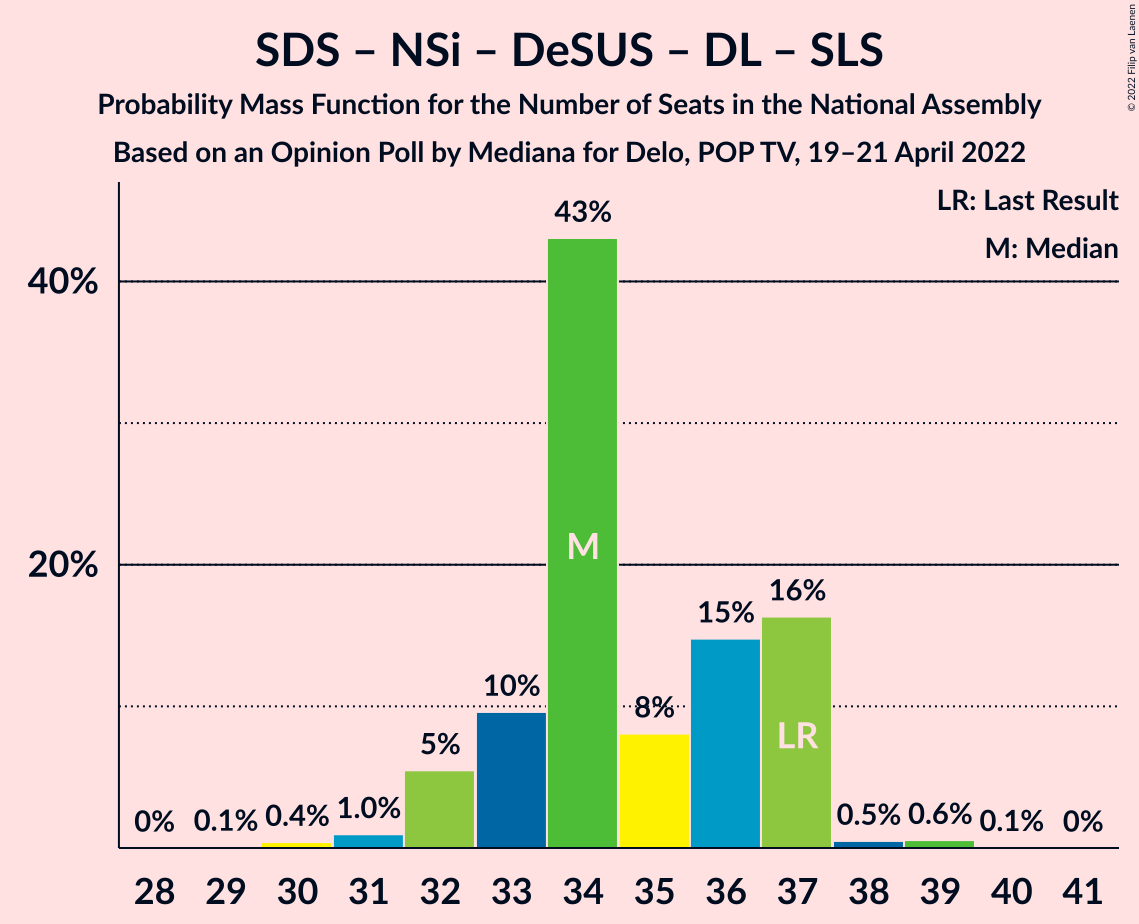 SDS – NSi – DeSUS – DL – SLS
Probability Mass Function for the Number of Seats in the National Assembly
Based on an Opinion Poll by Mediana for Delo, POP TV, 19–21 April 2022
© 2022 Filip van Laenen
LR: Last Result
M: Median
40%
20%
0%
0.1%
0.4%
1.0%
5%
10%
43%
8%
15%
16%
0.5%
0.6%
0.1%
0%
M
LR
28 29 30 31 32 33 34 35 36 37 38 39 40 41